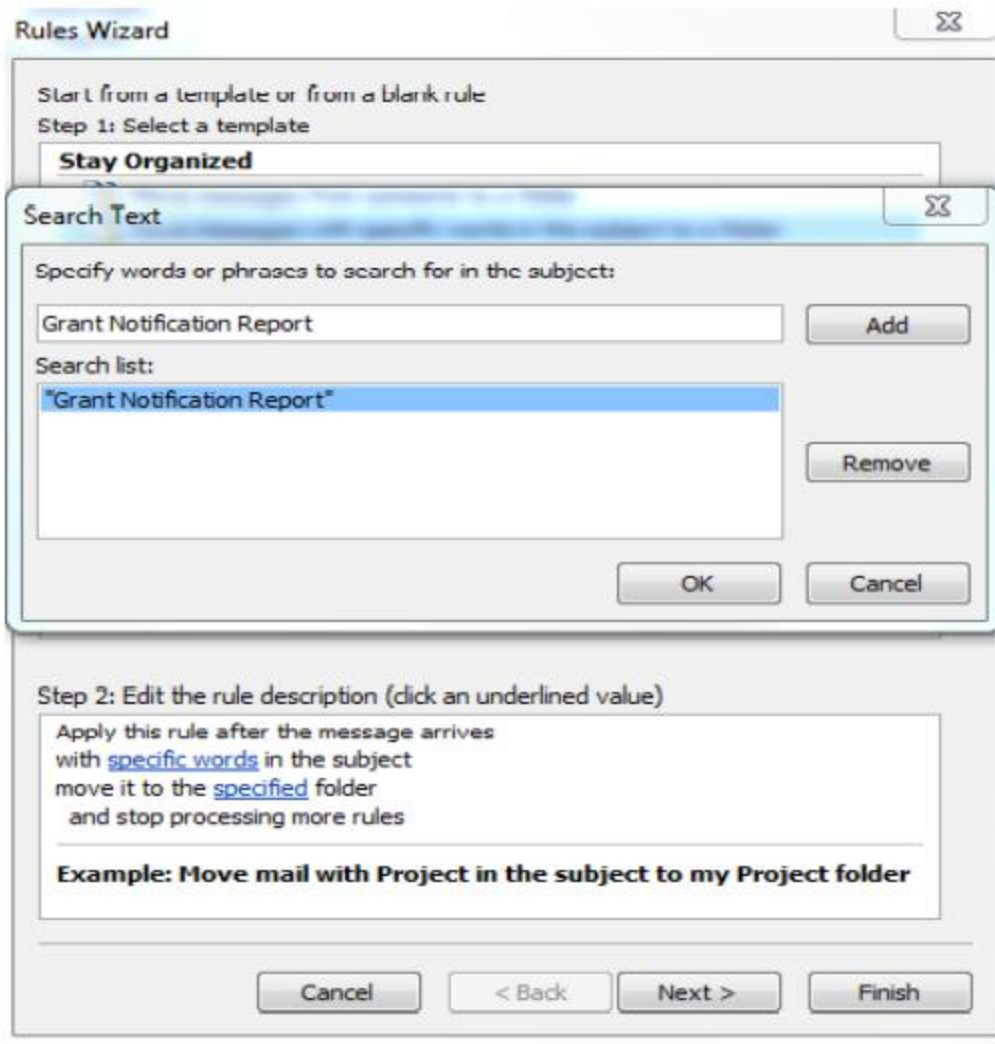 Rules Wizard
Start from a template or from a blank rule
Step 1: Select a template
Stay Organized
Search Text
Specify words or phrases to search for in the subject:
Grant Notification Report
Add
Search list:
"Grant Notification Report"
Remove
OK Cancel
Step 2: Edit the rule description (click an underlined value)
Apply this rule after the message arrives
with specific words in the subject
move it to the specified folder
and stop processing more rules
Example: Move mail with Project in the subject to my Project folder
Cancel < Back Next > Finish